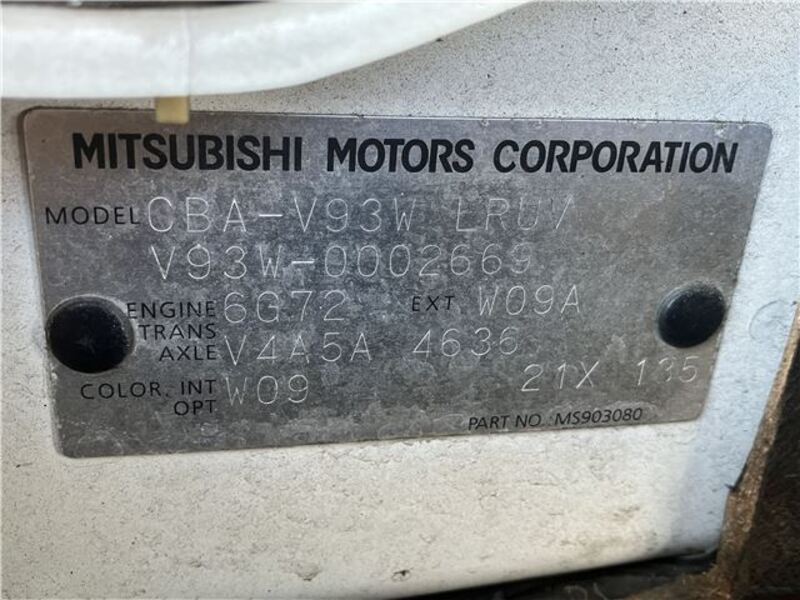 MITSUBISHI MOTORS CORPORATION
MODEL CBA-V93W LRUV
V93W-0002669
ENGINE 6G72 EXT W09A
TRANS
AXLE V4A5A 4636
COLOR. INT W09 21X 135
OPT
PART NO. MS903080